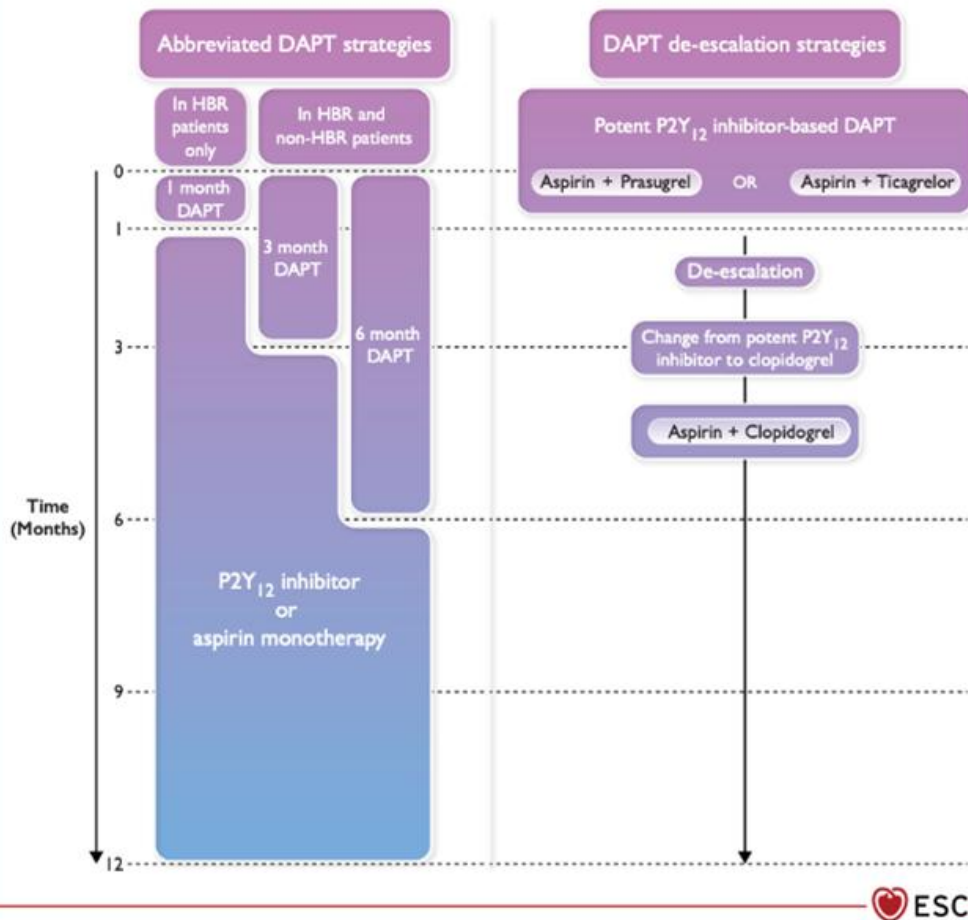 Abbreviated DAPT strategies
In HBR
patients
only
In HBR and
non-HBR patients
1 month
DAPT
3 month
DAPT
6 month
DAPT
P2Y₁₂ inhibitor
or
aspirin monotherapy
Time
(Months)
0
1
3
6
9
12
DAPT de-escalation strategies
Potent P2Y₁₂ inhibitor-based DAPT
Aspirin + Prasugrel OR Aspirin + Ticagrelor
De-escalation
Change from potent P2Y₁₂
inhibitor to clopidogrel
Aspirin + Clopidogrel
ESC